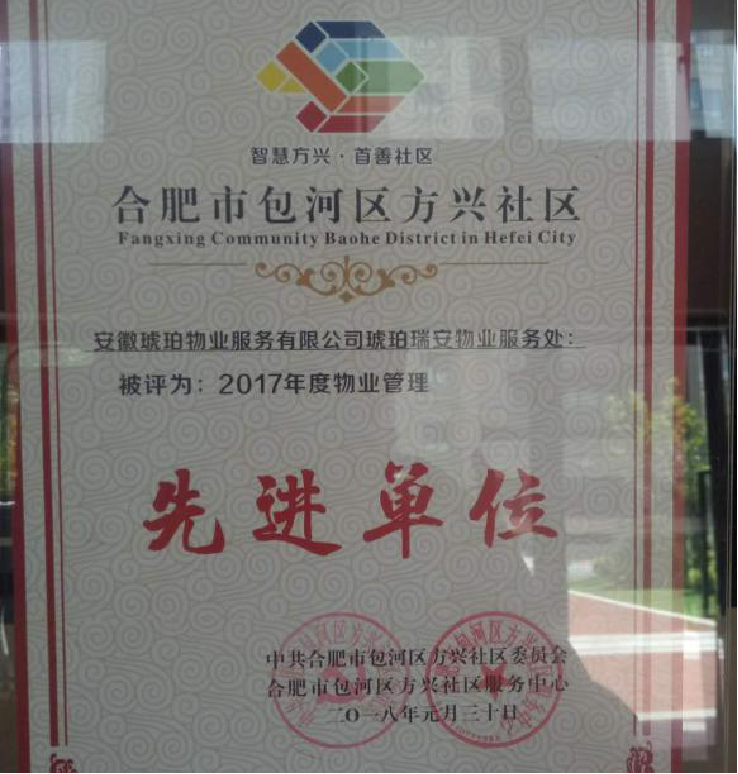 智慧方兴·首善社区
合肥市包河区方兴社区
Fangxing Community Baohe District in Hefei City
安徽琥珀物业服务有限公司琥珀瑞安物业服务处：
被评为：2017年度物业管理
先进单位
中共合肥市包河区方兴社区委员会
合肥市包河区方兴社区服务中心
二〇一八年元月三十日